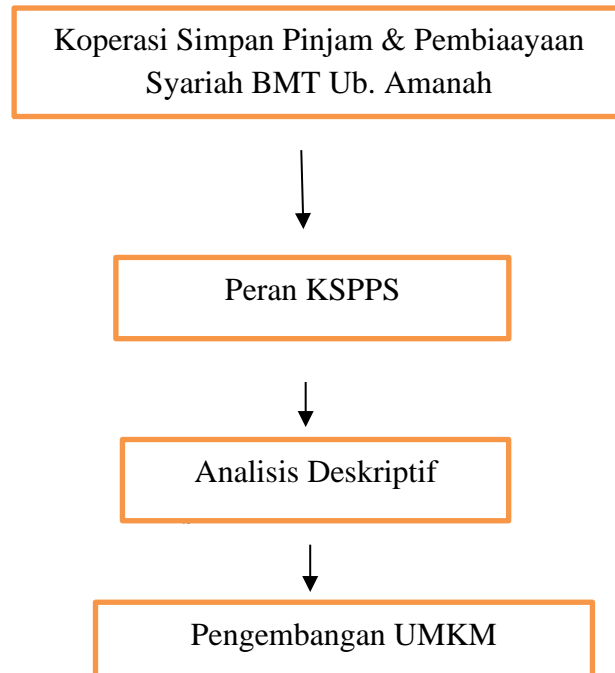 Koperasi Simpan Pinjam & Pembiaayaan
Syariah BMT Ub. Amanah
Peran KSPPS
Analisis Deskriptif
Pengembangan UMKM